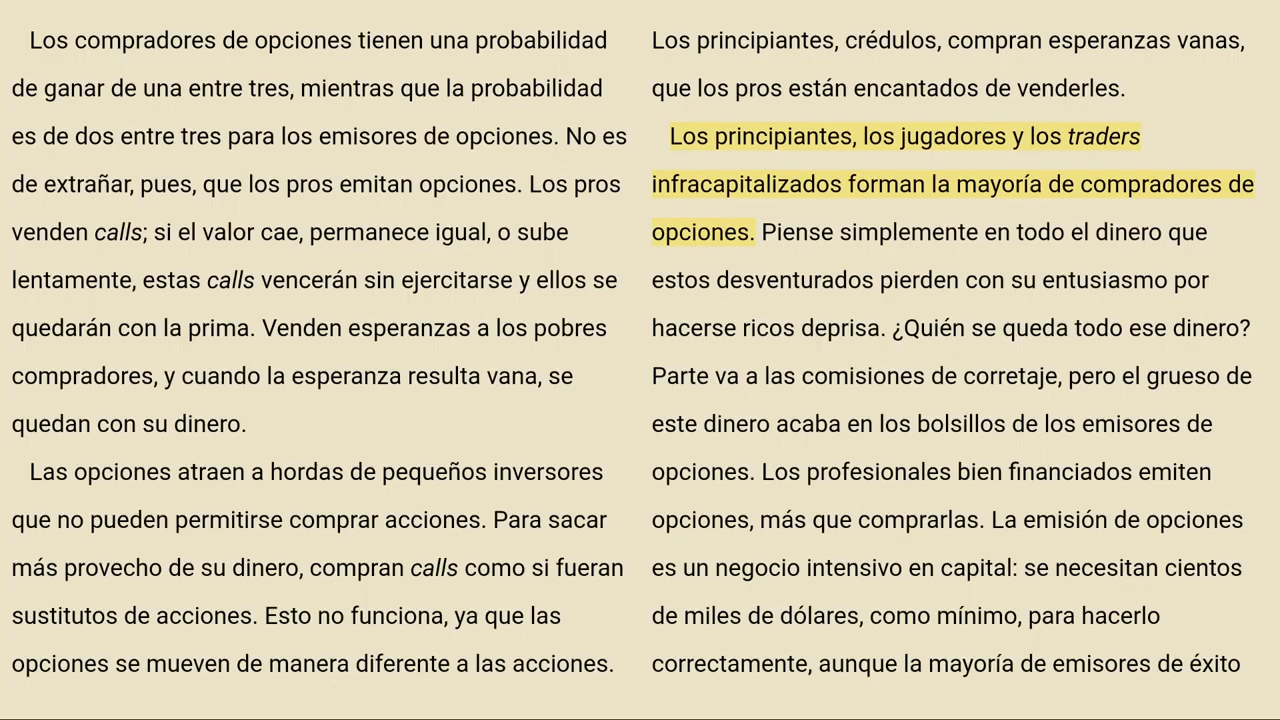 Los compradores de opciones tienen una probabilidad
de ganar de una entre tres, mientras que la probabilidad
es de dos entre tres para los emisores de opciones. No es
de extrañar, pues, que los pros emitan opciones. Los pros
venden calls; si el valor cae, permanece igual, o sube
lentamente, estas calls vencerán sin ejercitarse y ellos se
quedarán con la prima. Venden esperanzas a los pobres
compradores, y cuando la esperanza resulta vana, se
quedan con su dinero.
Las opciones atraen a hordas de pequeños inversores
que no pueden permitirse comprar acciones. Para sacar
más provecho de su dinero, compran calls como si fueran
sustitutos de acciones. Esto no funciona, ya que las
opciones se mueven de manera diferente a las acciones.
Los principiantes, crédulos, compran esperanzas vanas,
que los pros están encantados de venderles.
Los principiantes, los jugadores y los traders
infracapitalizados forman la mayoría de compradores de
opciones. Piense simplemente en todo el dinero que
estos desventurados pierden con su entusiasmo por
hacerse ricos deprisa. ¿Quién se queda todo ese dinero?
Parte va a las comisiones de corretaje, pero el grueso de
este dinero acaba en los bolsillos de los emisores de
opciones. Los profesionales bien financiados emiten
opciones, más que comprarlas. La emisión de opciones
es un negocio intensivo en capital: se necesitan cientos
de miles de dólares, como mínimo, para hacerlo
correctamente, aunque la mayoría de emisores de éxito